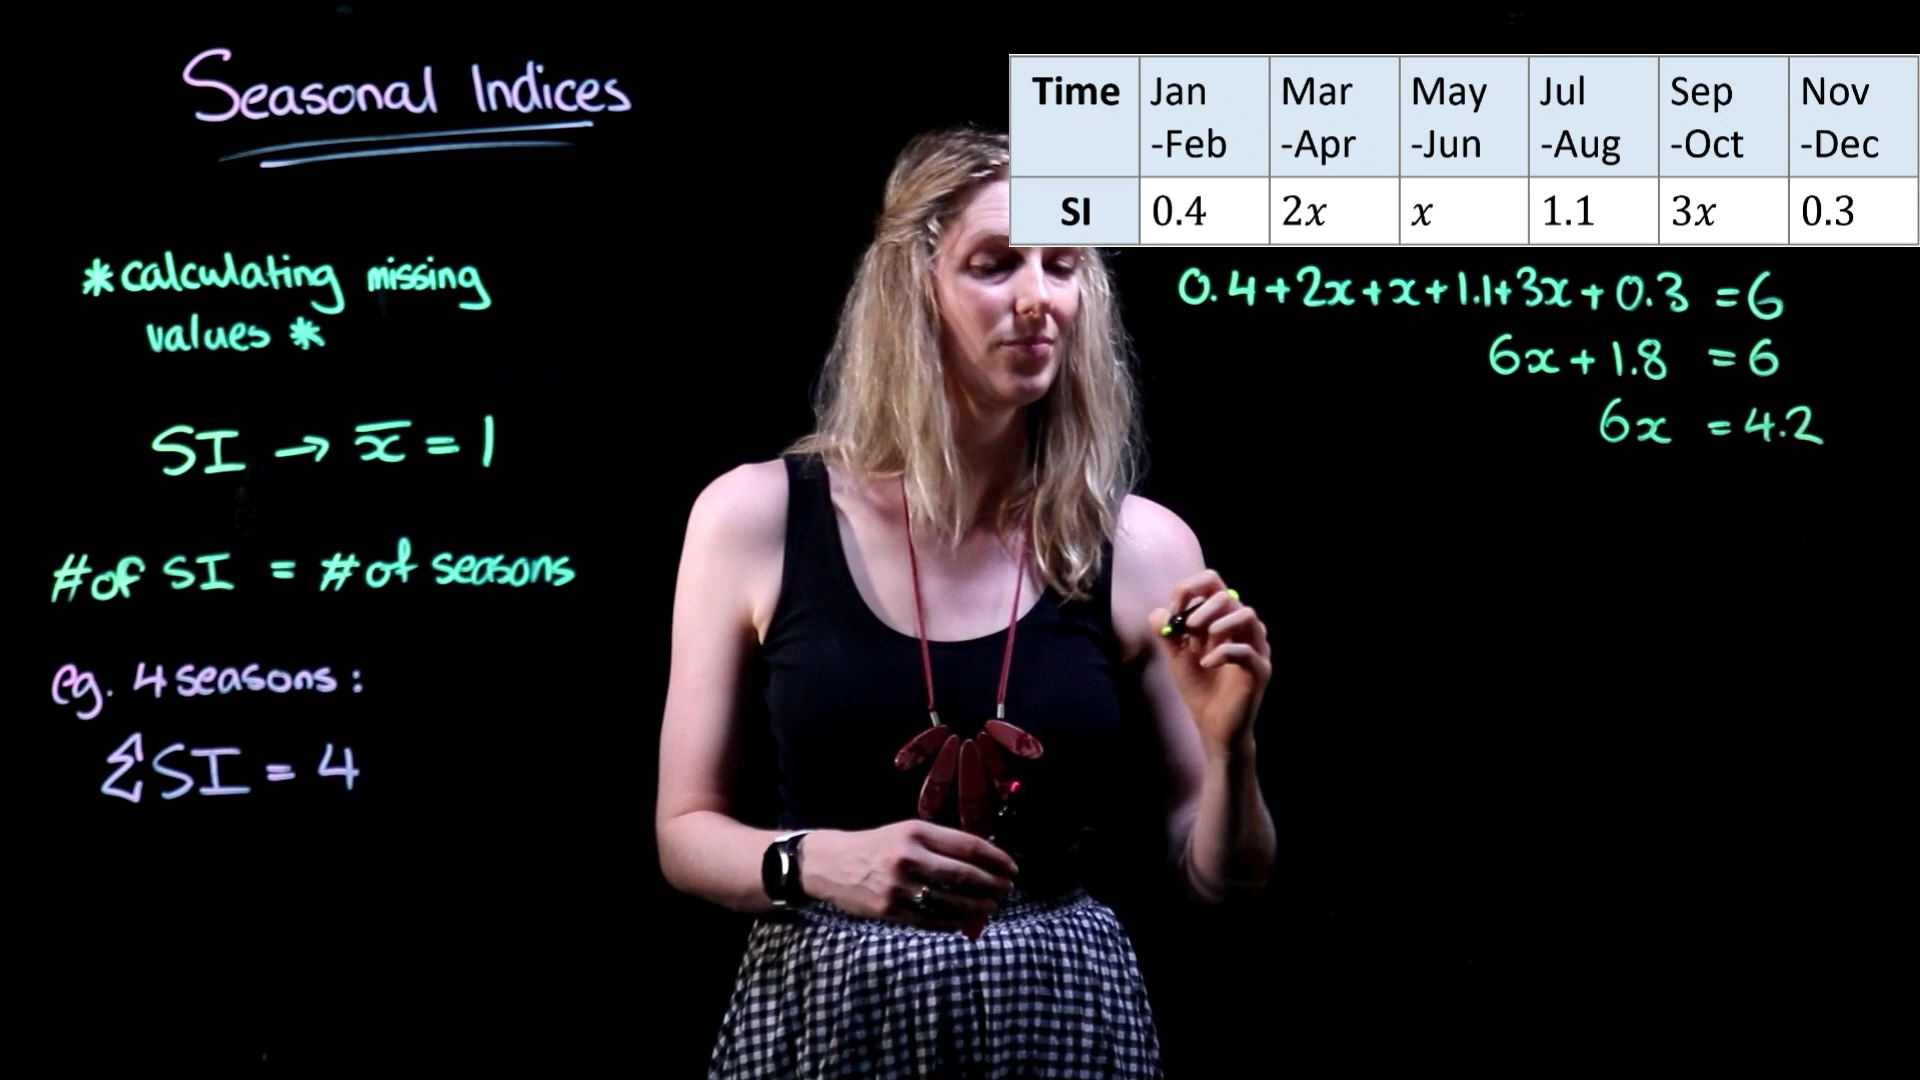 Seasonal Indices
*calculating missing
values*
SI → x̅ = 1
#of SI = # of seasons
eg. 4 seasons:
ΣSI = 4
Time Jan -Feb Mar -Apr May -Jun Jul -Aug Sep -Oct Nov -Dec
SI 0.4 2x x 1.1 3x 0.3
0.4+2x+x+1.1+3x+0.3 =6
6x+1.8 =6
6x =4.2